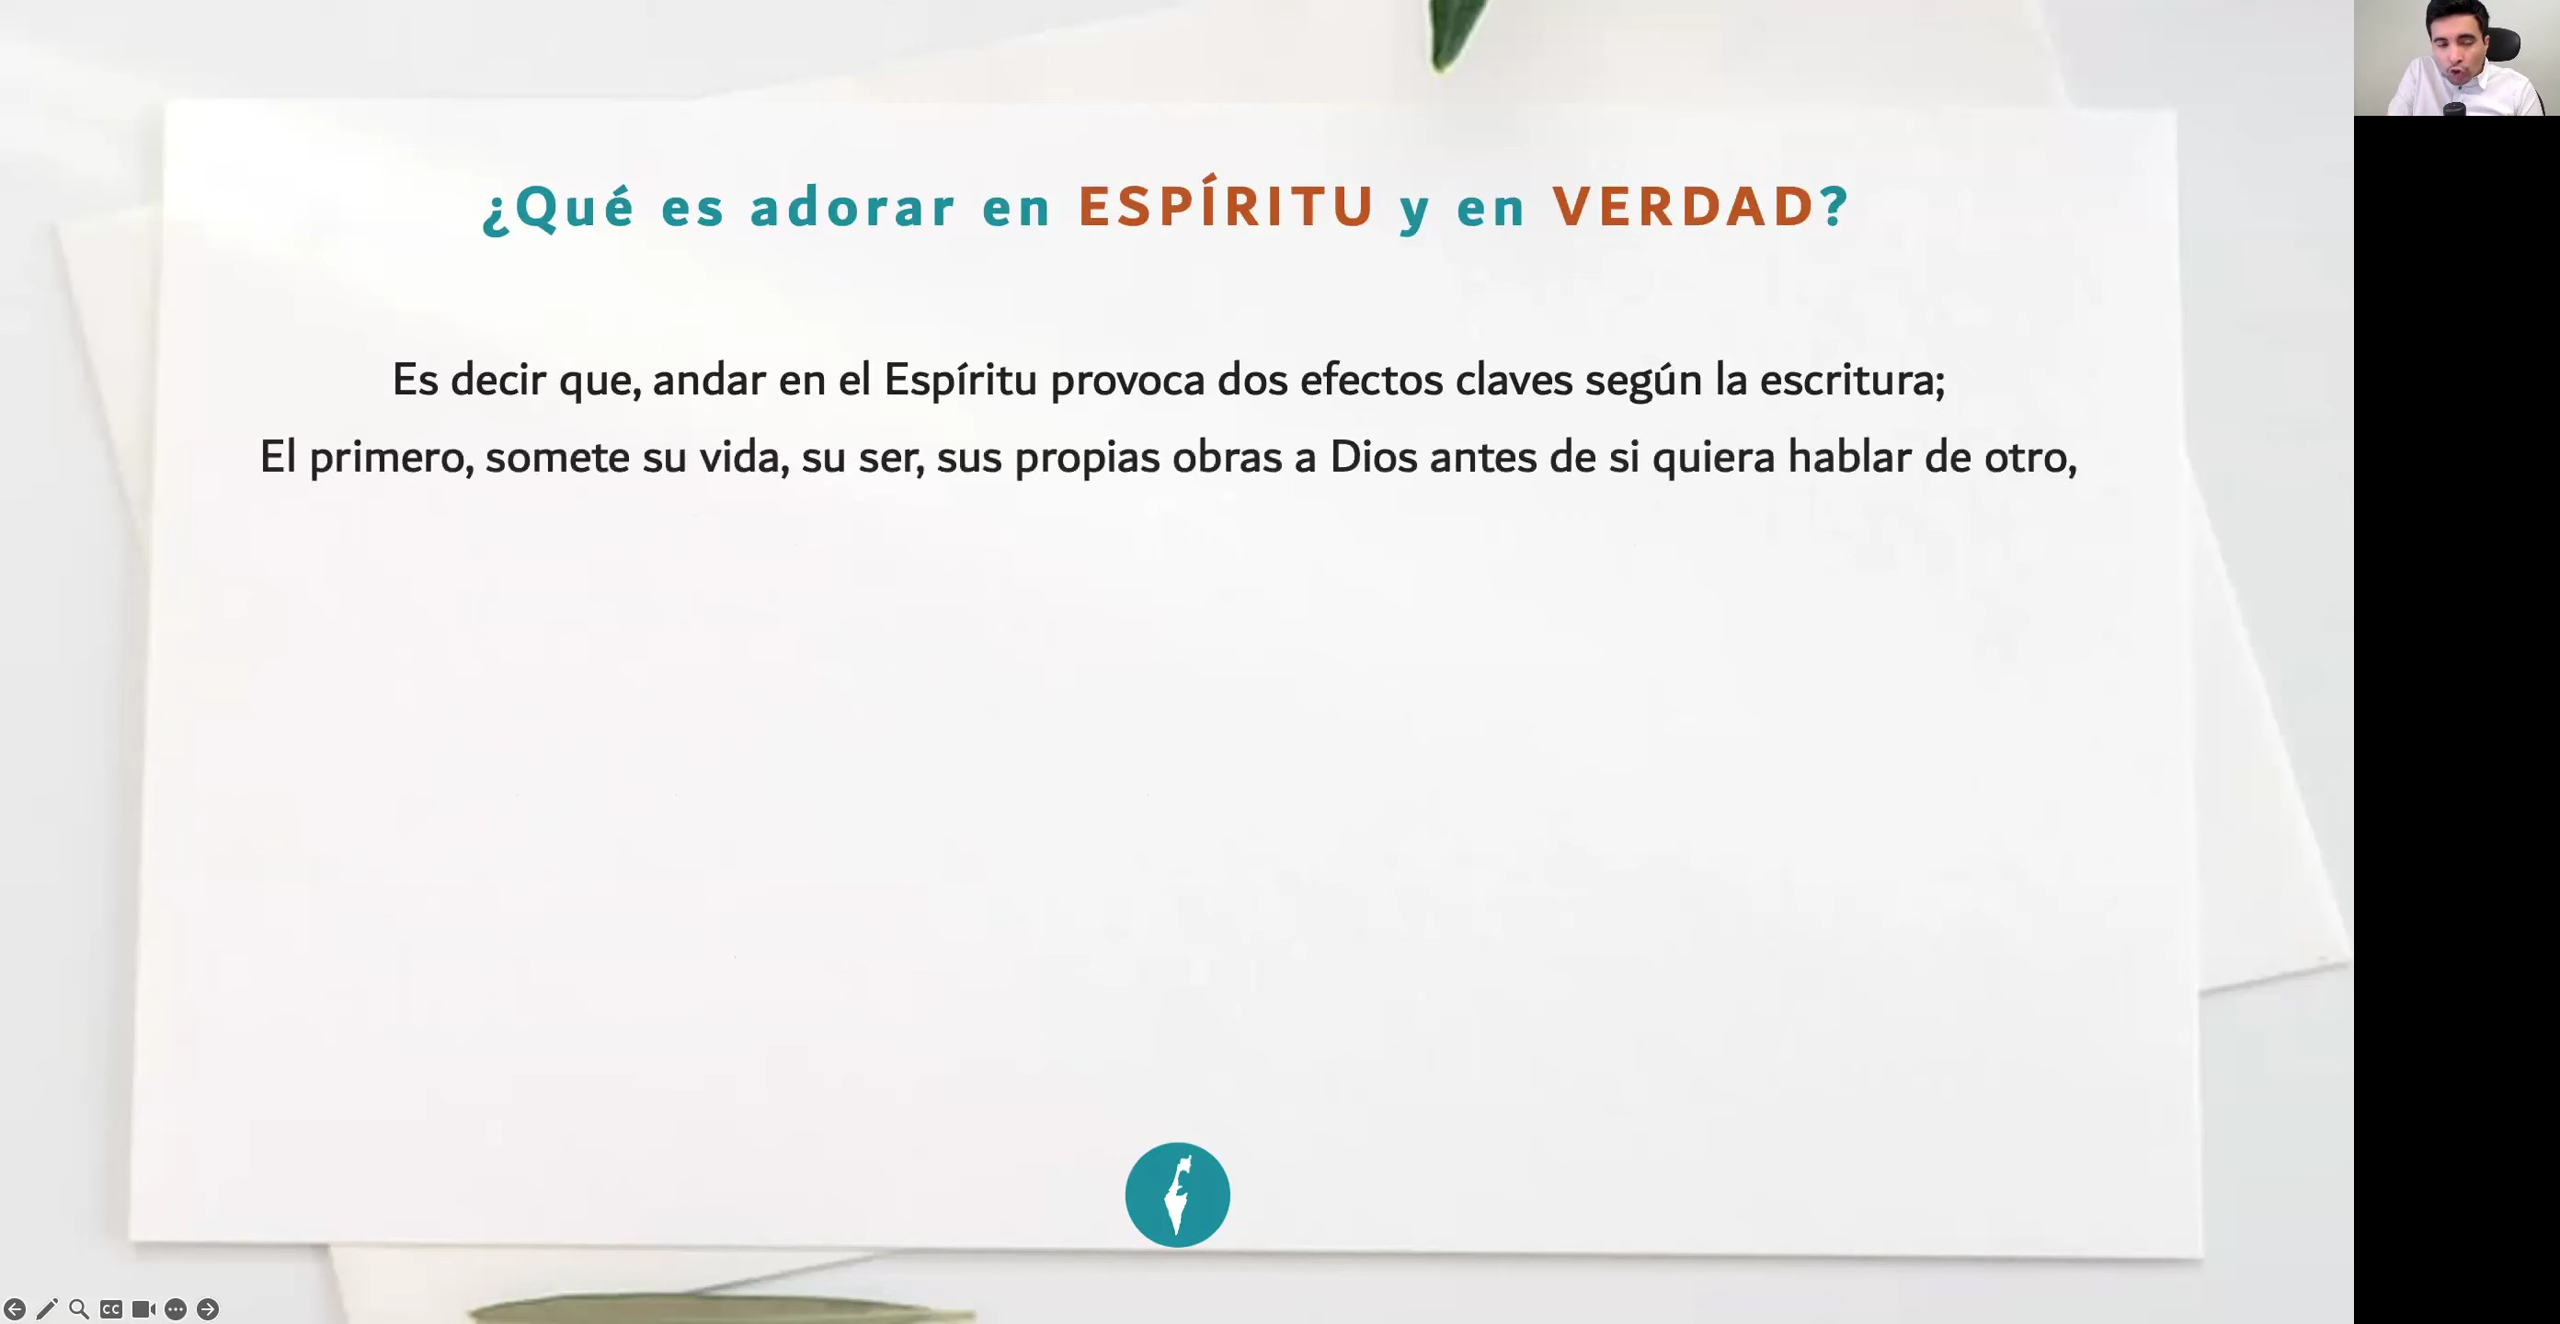 ¿Qué es adorar en ESPÍRITU y en VERDAD?
Es decir que, andar en el Espíritu provoca dos efectos claves según la escritura;
El primero, somete su vida, su ser, sus propias obras a Dios antes de si quiera hablar de otro,
CC